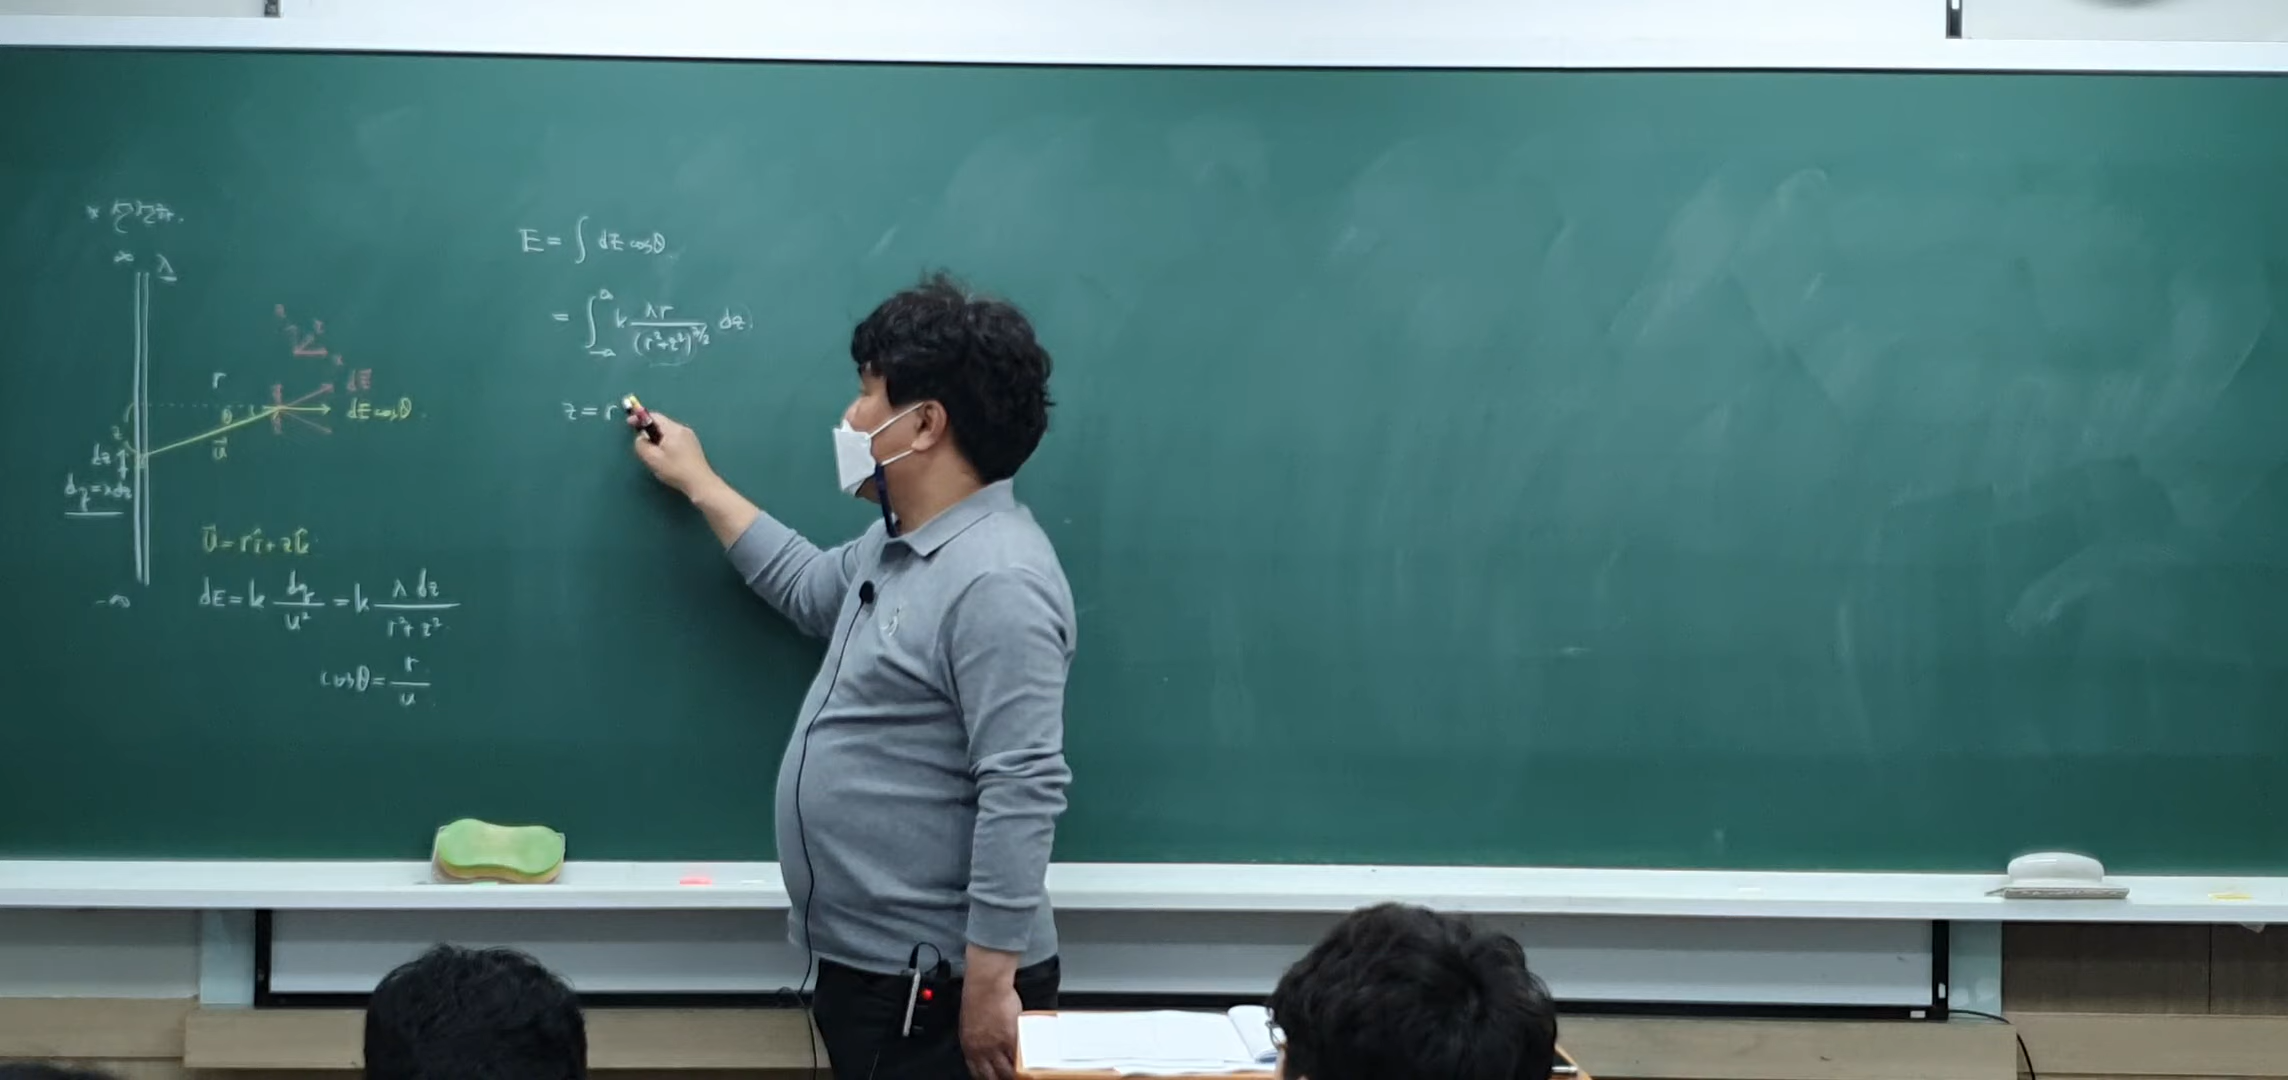 ∞ λ
r
dE⃗
θ dE cosθ
z
u⃗
dz
dq = λdz
-∞
u⃗ = r î + z k̂
dE = k dq/u² = k λ dz/(r² + z²)
cosθ = r/u
E = ∫ dE cosθ
= ∫ k λr/(r²+z²)^(3/2) dz
z = r